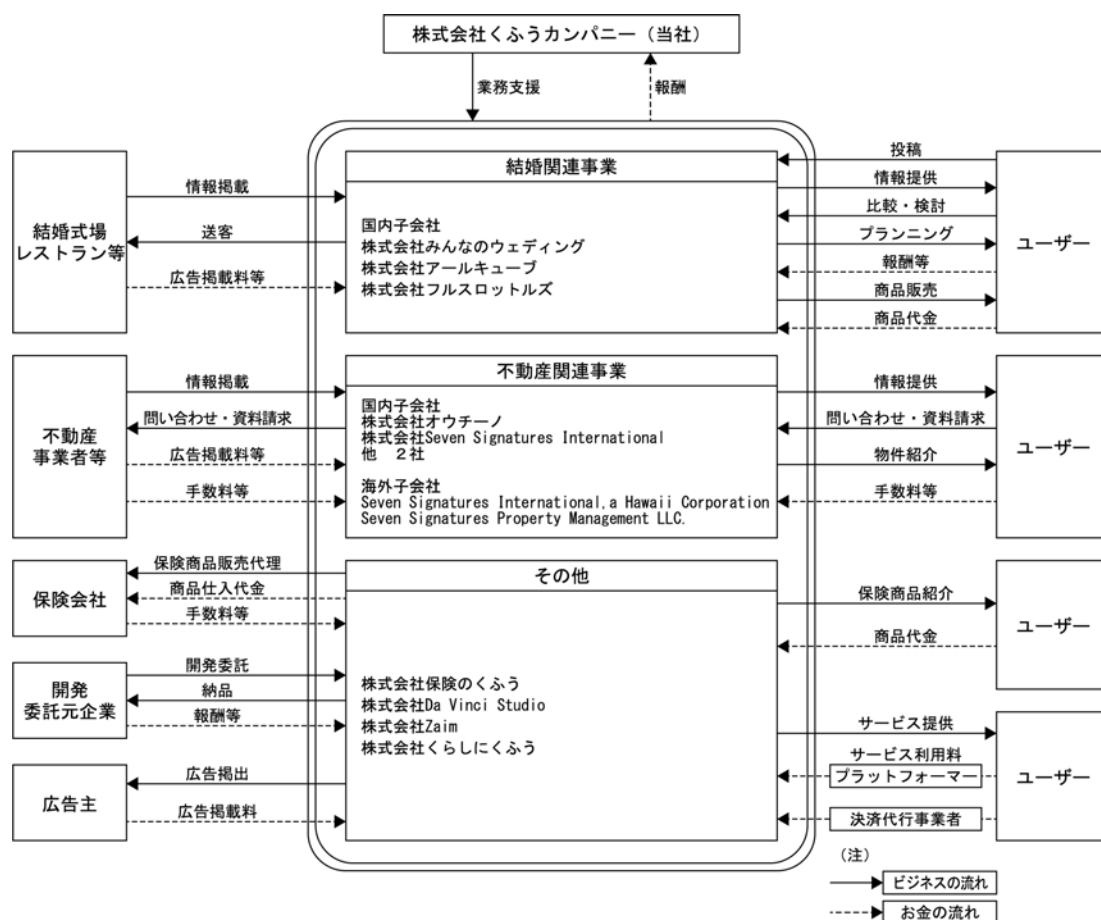 株式会社くふうカンパニー（当社）
業務支援
報酬
結婚式場
レストラン等
情報掲載
送客
広告掲載料等
結婚関連事業
国内子会社
株式会社みんなのウェディング
株式会社アールキューブ
株式会社フルスロットルズ
投稿
情報提供
比較・検討
プランニング
報酬等
商品販売
商品代金
ユーザー
不動産
事業者等
情報掲載
問い合わせ・資料請求
広告掲載料等
手数料等
不動産関連事業
国内子会社
株式会社オウチーノ
株式会社Seven Signatures International
他　２社
海外子会社
Seven Signatures International,a Hawaii Corporation
Seven Signatures Property Management LLC.
情報提供
問い合わせ・資料請求
物件紹介
手数料等
ユーザー
保険会社
保険商品販売代理
商品仕入代金
手数料等
開発
委託元企業
開発委託
納品
報酬等
広告主
広告掲出
広告掲載料
その他
株式会社保険のくふう
株式会社Da Vinci Studio
株式会社Zaim
株式会社くらしにくふう
保険商品紹介
商品代金
ユーザー
サービス提供
サービス利用料
プラットフォーマー
決済代行事業者
ユーザー
（注）
ビジネスの流れ
お金の流れ